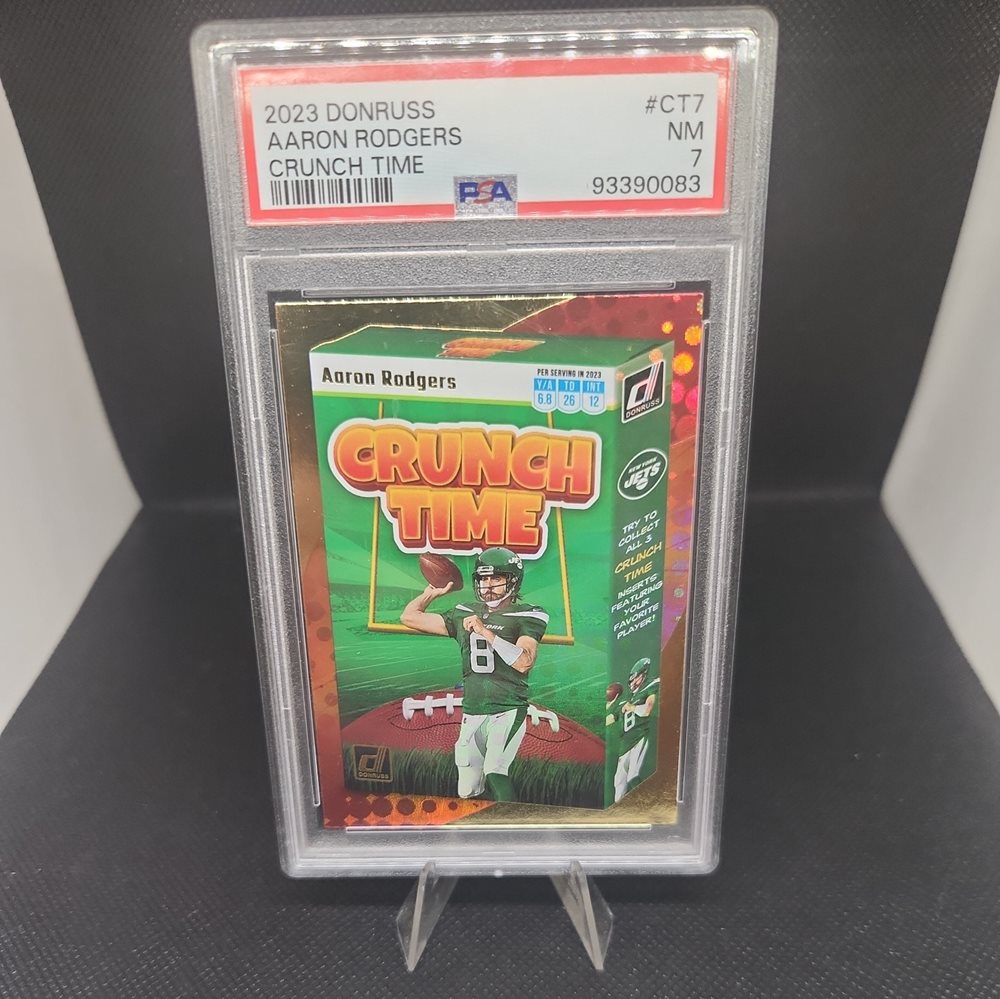 2023 DONRUSS #CT7
AARON RODGERS NM
CRUNCH TIME 7
93390083
PSA
Aaron Rodgers
PER SERVING IN 2023
Y/A TD INT
6.8 26 12
DONRUSS
CRUNCH
TIME
NEW YORK
JETS
TRY TO
COLLECT
ALL 3
CRUNCH
TIME
INSERTS
FEATURING
YOUR
FAVORITE
PLAYER!
8
8
DONRUSS